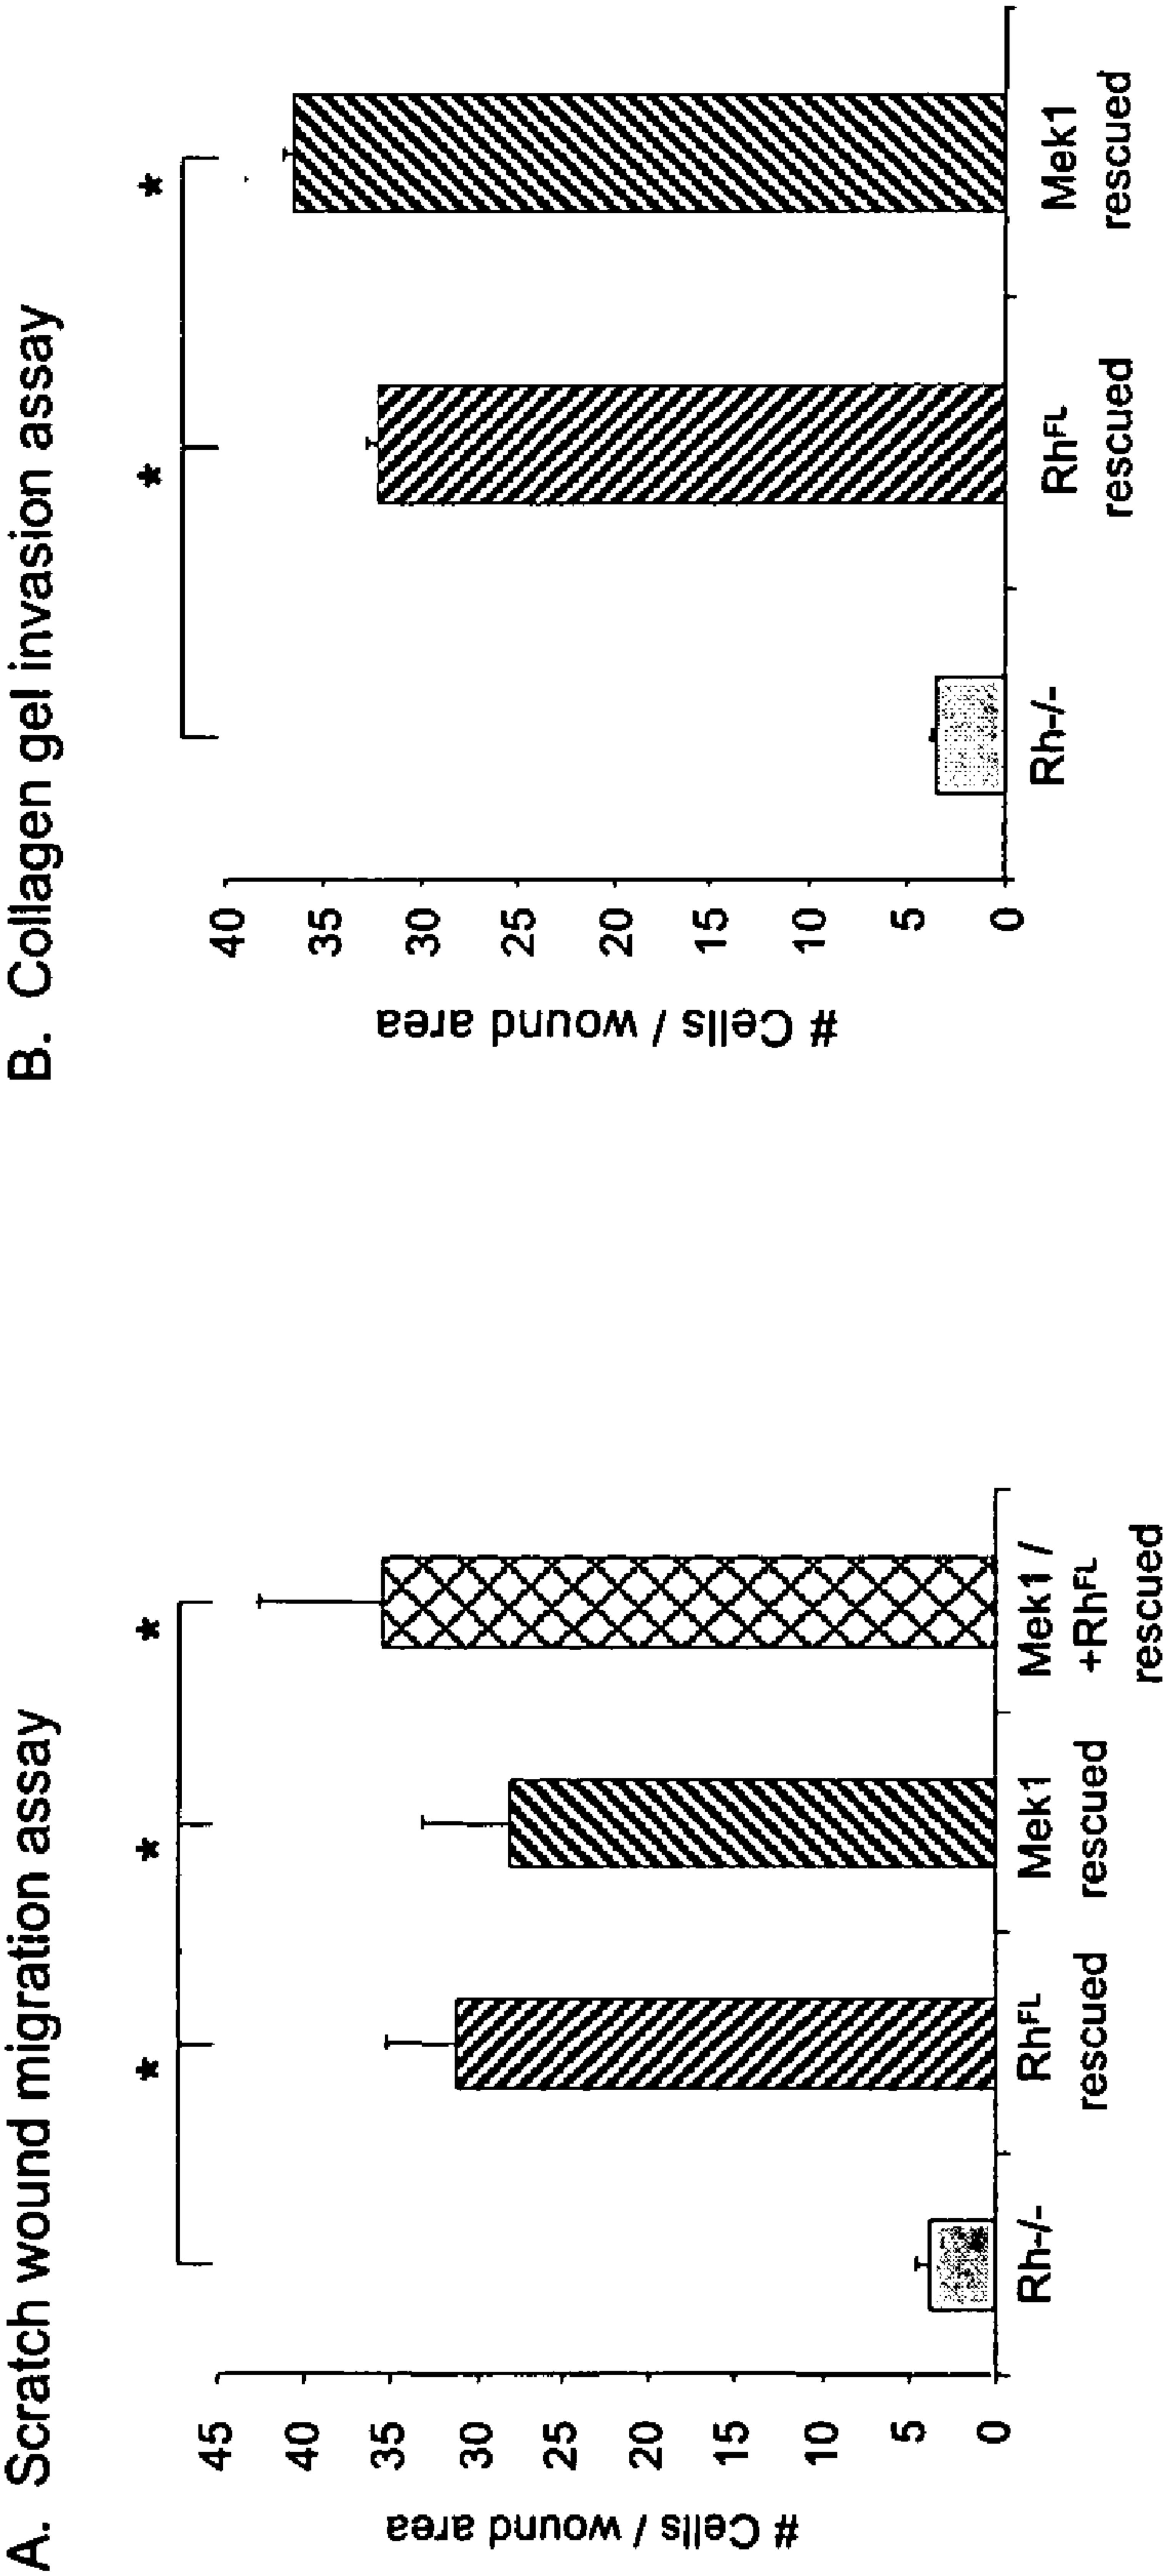 A. Scratch wound migration assay
# Cells / wound area
45
40
35
30
25
20
15
10
5
0
*
*
*
Rh-/-
RhFL
rescued
Mek1
rescued
Mek1 /
+RhFL
rescued
B. Collagen gel invasion assay
# Cells / wound area
40
35
30
25
20
15
10
5
0
*
*
Rh-/-
RhFL
rescued
Mek1
rescued